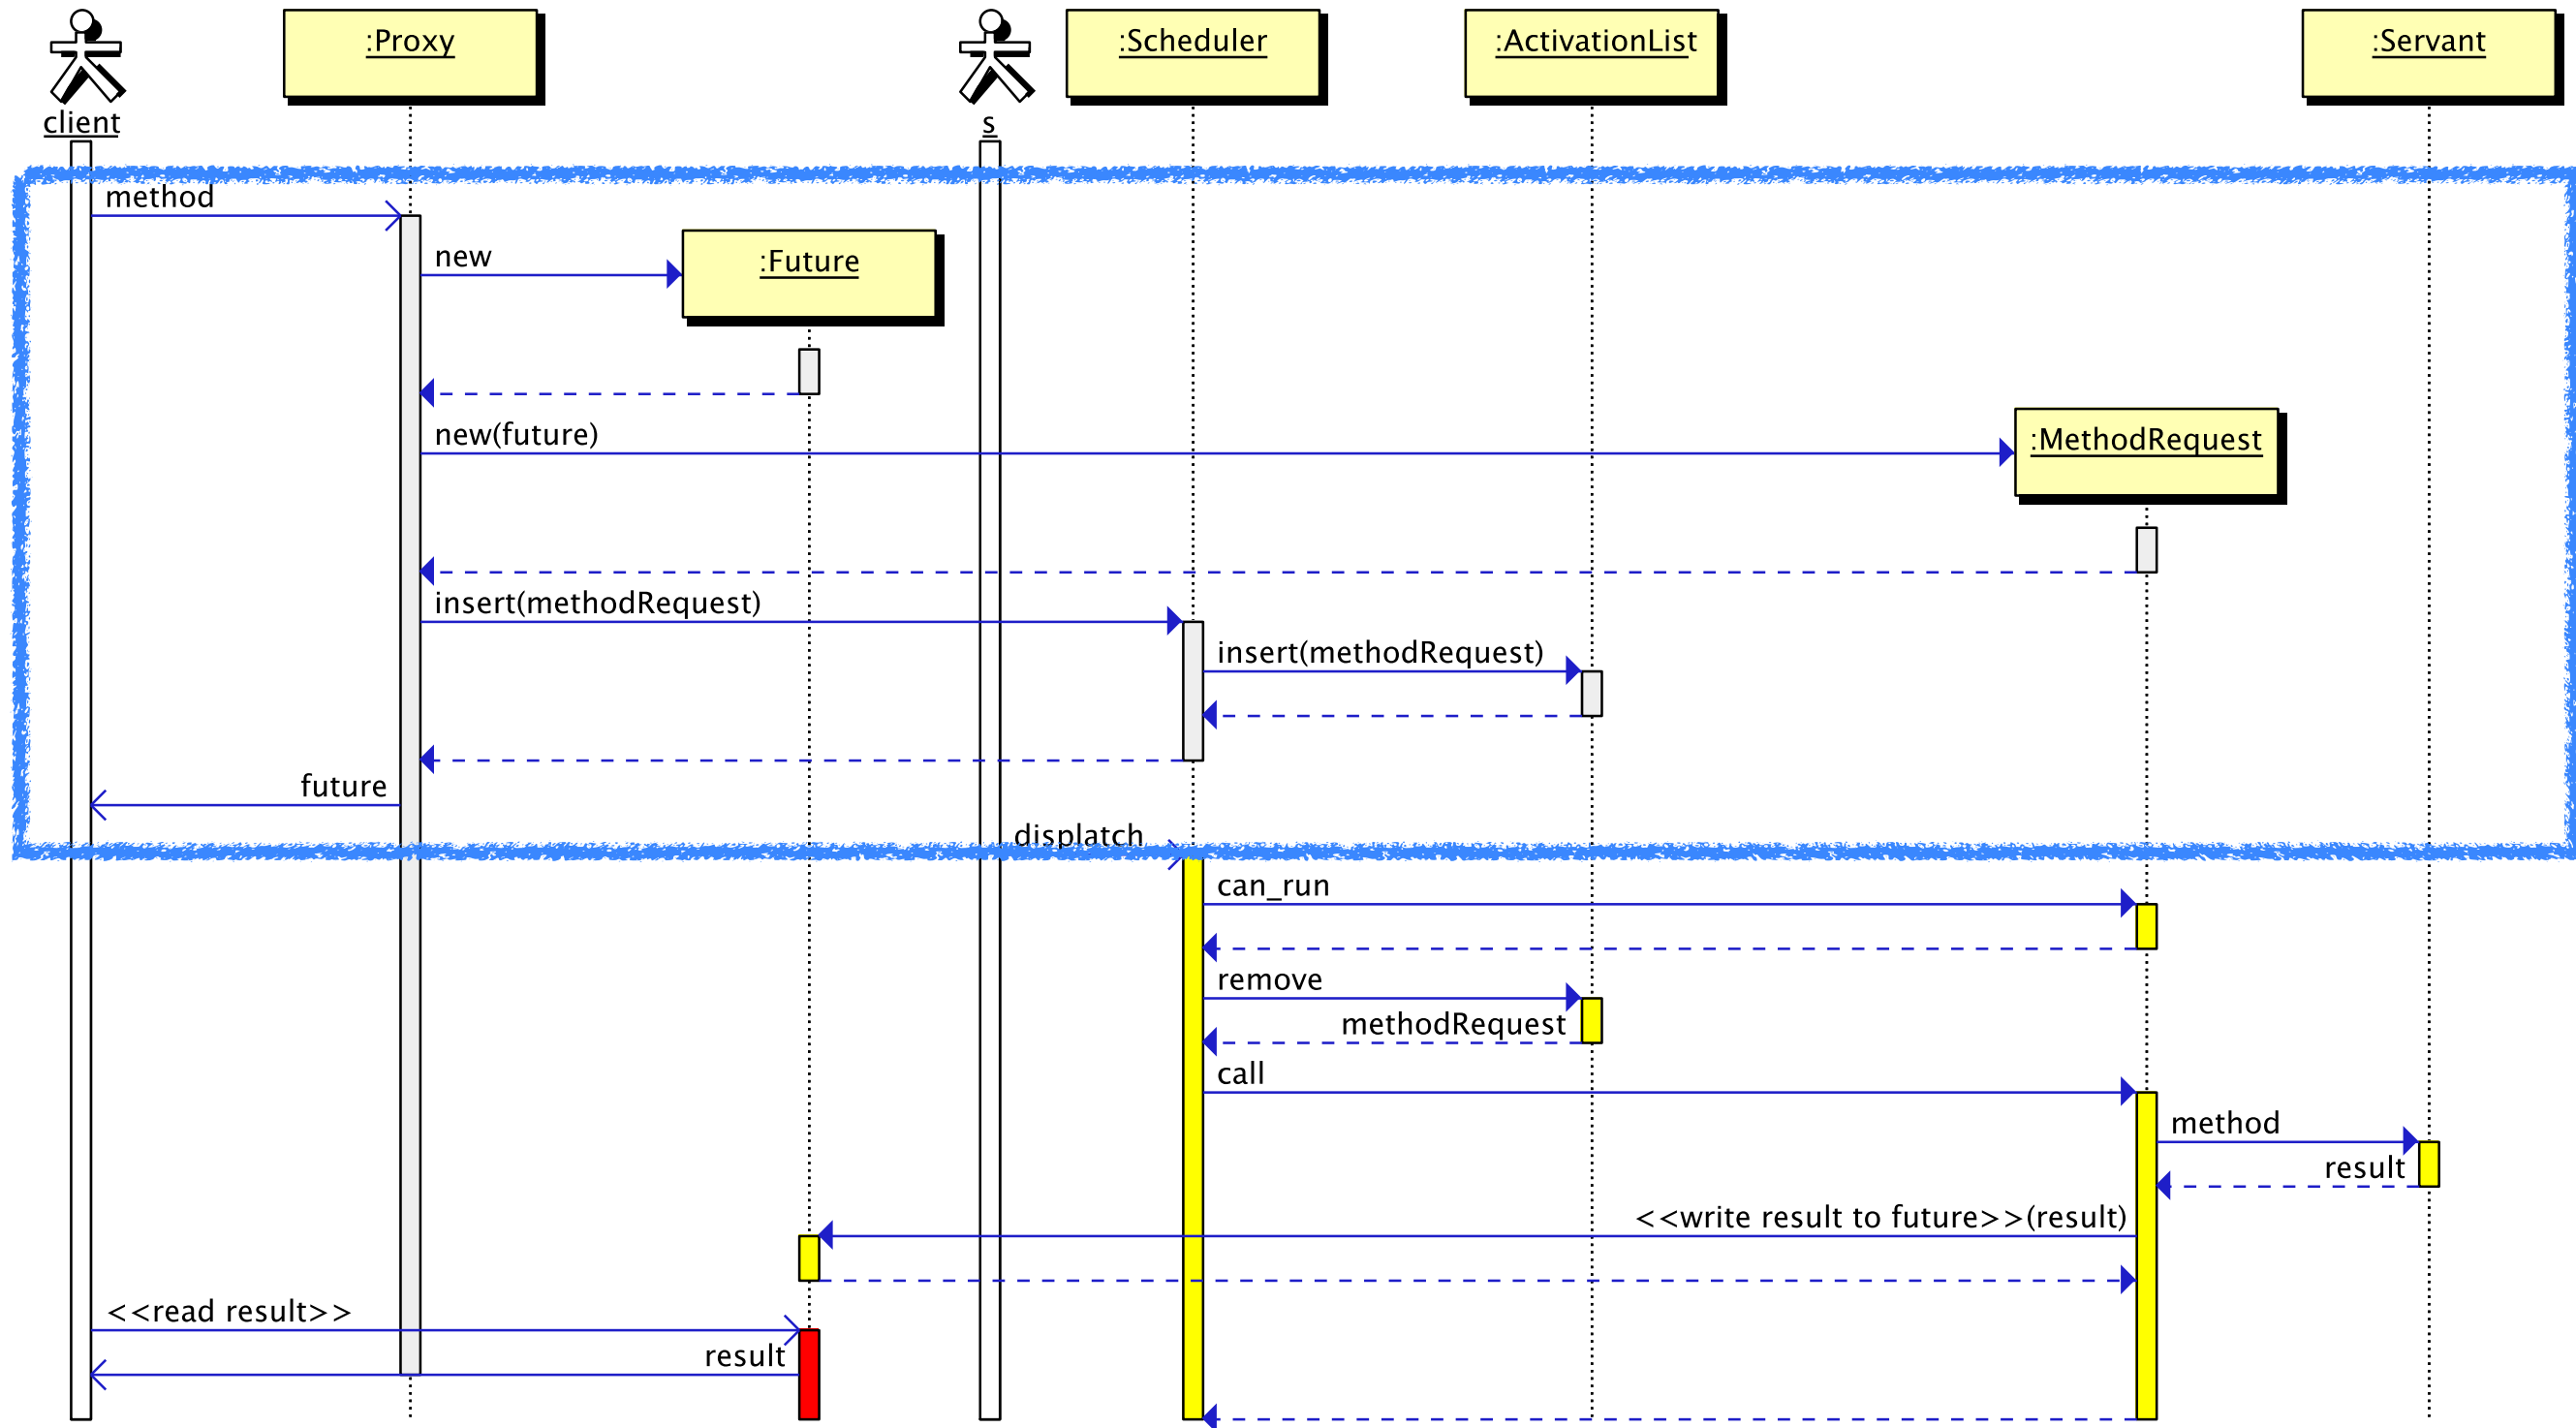 :Proxy
:Scheduler
:ActivationList
:Servant
client
s
method
new
:Future
new(future)
:MethodRequest
insert(methodRequest)
insert(methodRequest)
future
displatch
can_run
remove
methodRequest
call
method
result
<<write result to future>>(result)
<<read result>>
result